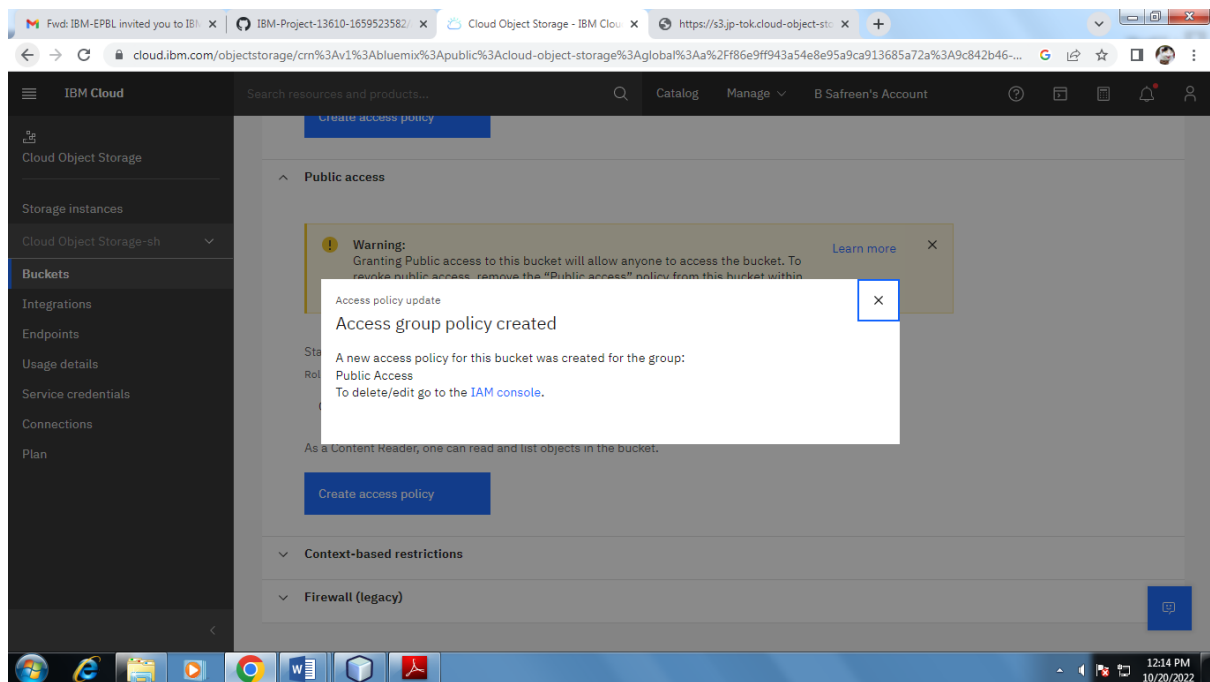 Fwd: IBM-EPBL invited you to IBM
IBM-Project-13610-1659523582/
Cloud Object Storage - IBM Clou
https://s3.jp-tok.cloud-object-sto
cloud.ibm.com/objectstorage/crn%3Av1%3Abluemix%3Apublic%3Acloud-object-storage%3Aglobal%3Aa%2Ff86e9ff943a54e8e95a9ca913685a72a%3A9c842b46-...
IBM Cloud
Search resources and products...
Catalog
Manage
B Safreen's Account
Cloud Object Storage
Storage instances
Cloud Object Storage-sh
Buckets
Integrations
Endpoints
Usage details
Service credentials
Connections
Plan
Create access policy
Public access
Warning:
Learn more
Granting Public access to this bucket will allow anyone to access the bucket. To
revoke public access, remove the "Public access" policy from this bucket within
Access policy update
Access group policy created
A new access policy for this bucket was created for the group:
Public Access
To delete/edit go to the IAM console.
As a Content Reader, one can read and list objects in the bucket.
Create access policy
Context-based restrictions
Firewall (legacy)
12:14 PM
10/20/2022